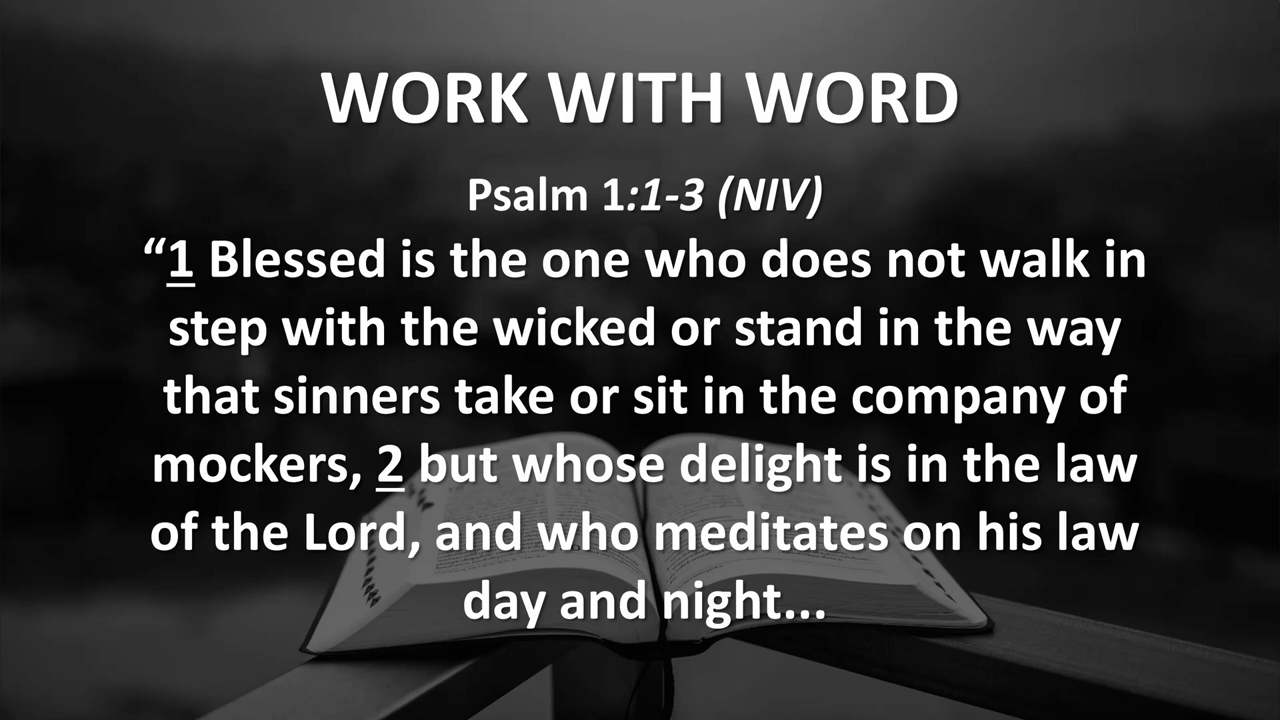 WORK WITH WORD
Psalm 1:1-3 (NIV)
“1 Blessed is the one who does not walk in
step with the wicked or stand in the way
that sinners take or sit in the company of
mockers, 2 but whose delight is in the law
of the Lord, and who meditates on his law
day and night...